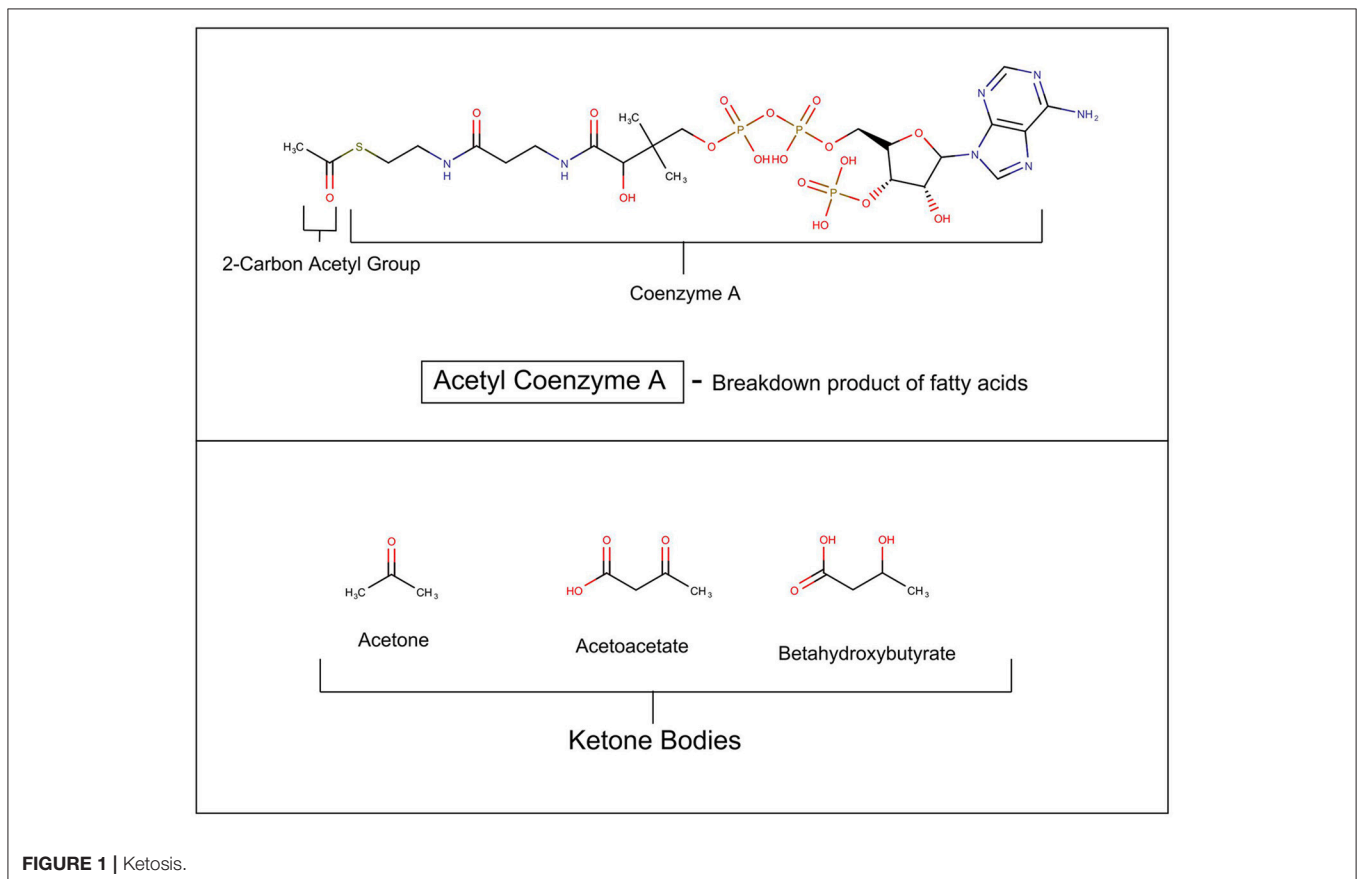 O O O O N N
H₃C P P O N NH₂
H₃C S O O O N N
N N OH HO OH
H H CH₃ O P
O OH O OH
HO
2-Carbon Acetyl Group
Coenzyme A
Acetyl Coenzyme A - Breakdown product of fatty acids
O O O OH OH
H₃C CH₃ HO CH₃ O CH₃
Acetone Acetoacetate Betahydroxybutyrate
Ketone Bodies
FIGURE 1 | Ketosis.